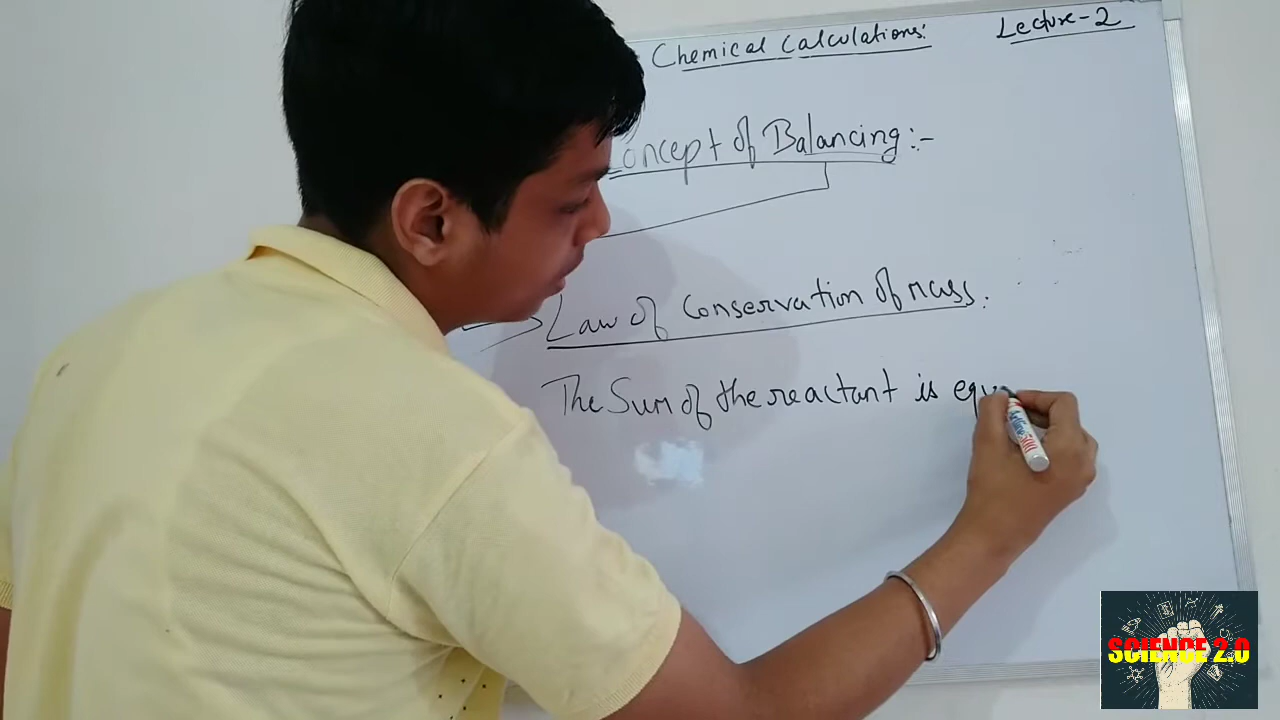 Chemical Calculations:
Lecture-2
Concept of Balancing:-
Law of Conservation of mass.
The Sum of the reactant is equ
SCIENCE 2.0